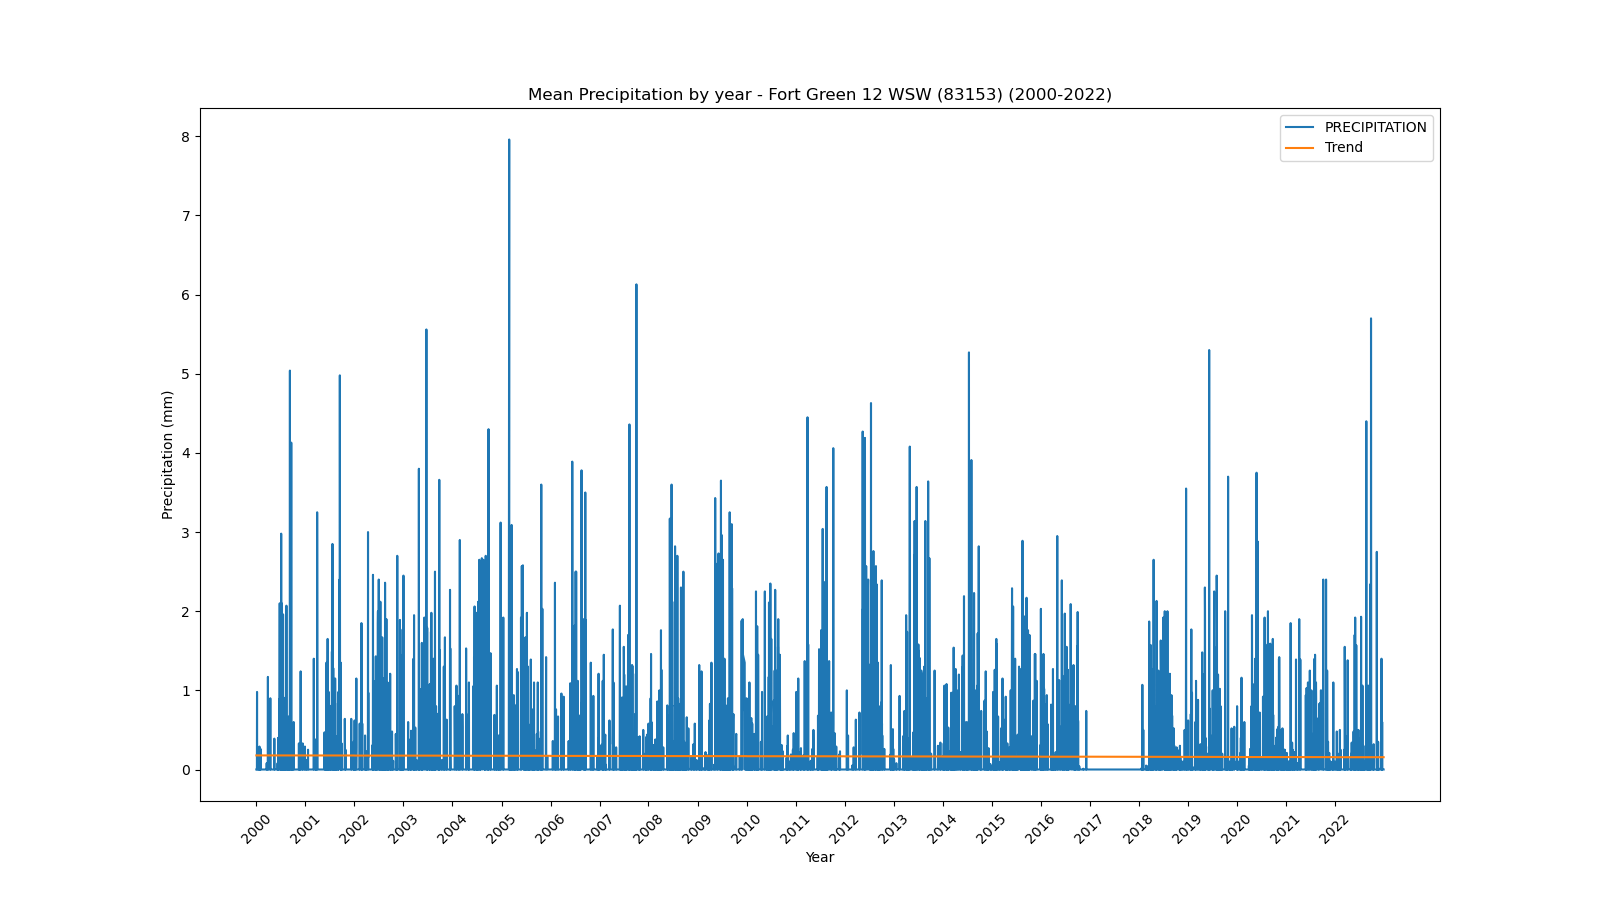 Mean Precipitation by year - Fort Green 12 WSW (83153) (2000-2022)
PRECIPITATION
Trend
8
7
6
5
4
3
2
1
0
Precipitation (mm)
2000 2001 2002 2003 2004 2005 2006 2007 2008 2009 2010 2011 2012 2013 2014 2015 2016 2017 2018 2019 2020 2021 2022
Year